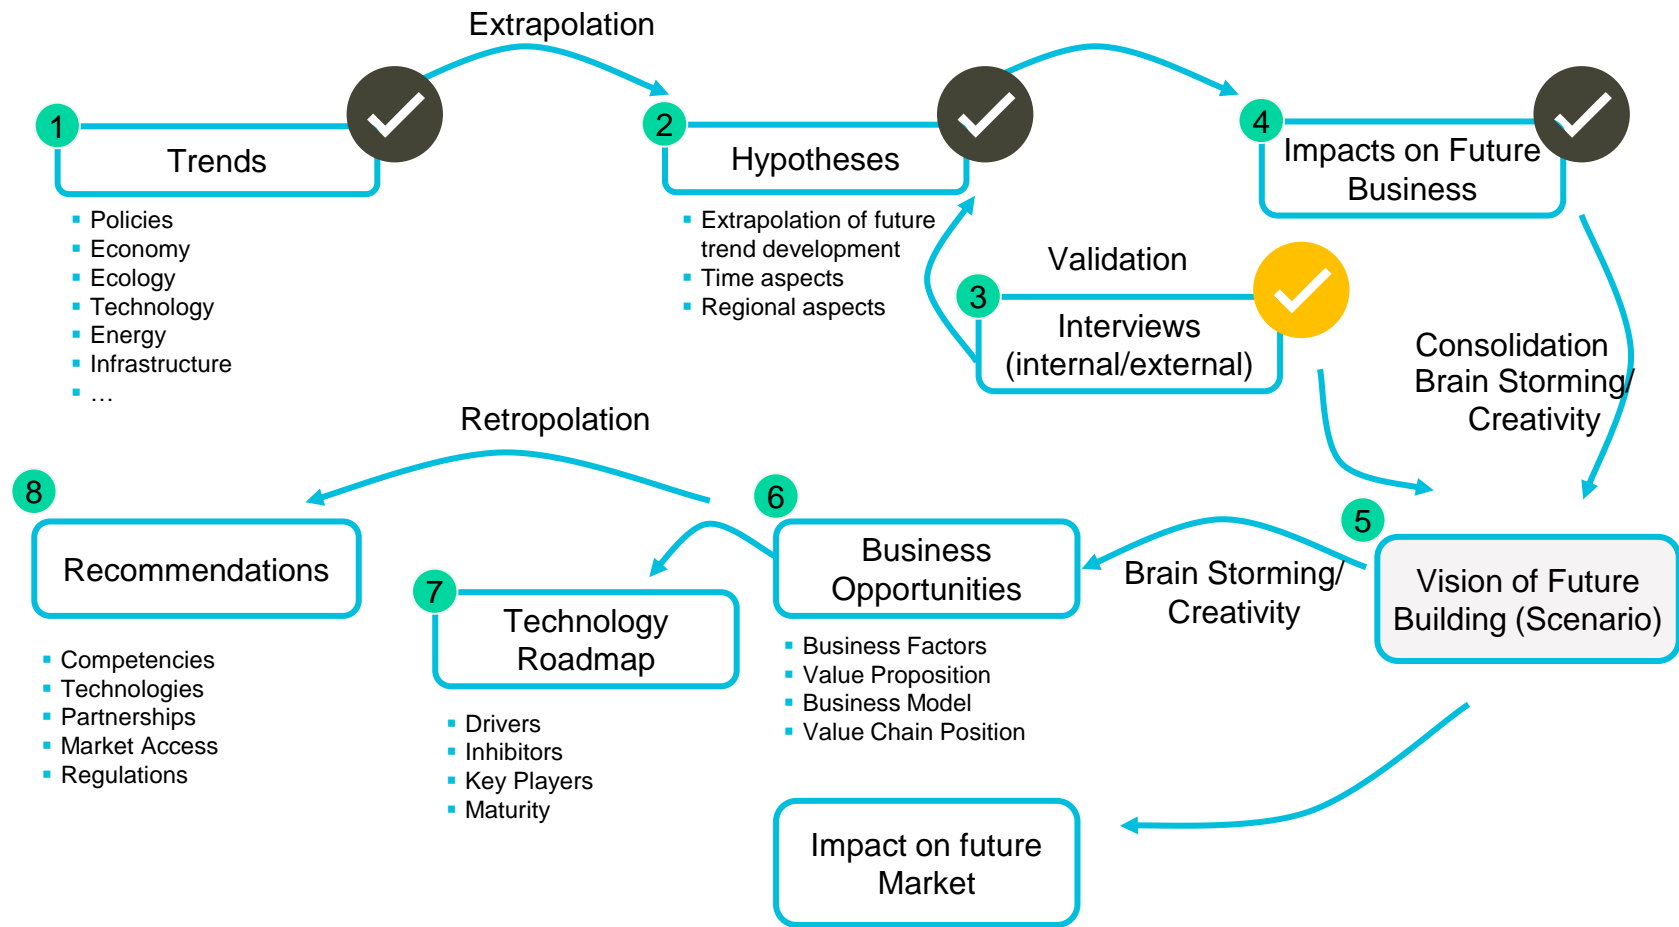 Extrapolation
1
Trends
Policies
Economy
Ecology
Technology
Energy
Infrastructure
…
2
Hypotheses
Extrapolation of future
trend development
Time aspects
Regional aspects
4
Impacts on Future
Business
Validation
3
Interviews
(internal/external)
Consolidation
Brain Storming/
Creativity
Retropolation
8
Recommendations
Competencies
Technologies
Partnerships
Market Access
Regulations
7
Technology
Roadmap
Drivers
Inhibitors
Key Players
Maturity
6
Business
Opportunities
Business Factors
Value Proposition
Business Model
Value Chain Position
Brain Storming/
Creativity
5
Vision of Future
Building (Scenario)
Impact on future
Market